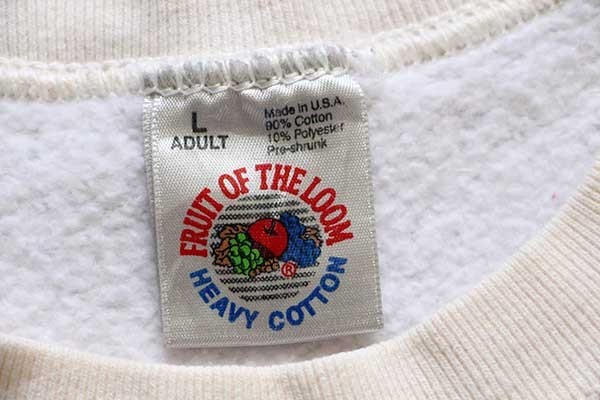 L
ADULT
Made in U.S.A.
90% Cotton
10% Polyester
Pre-shrunk
FRUIT OF THE LOOM
®
HEAVY COTTON